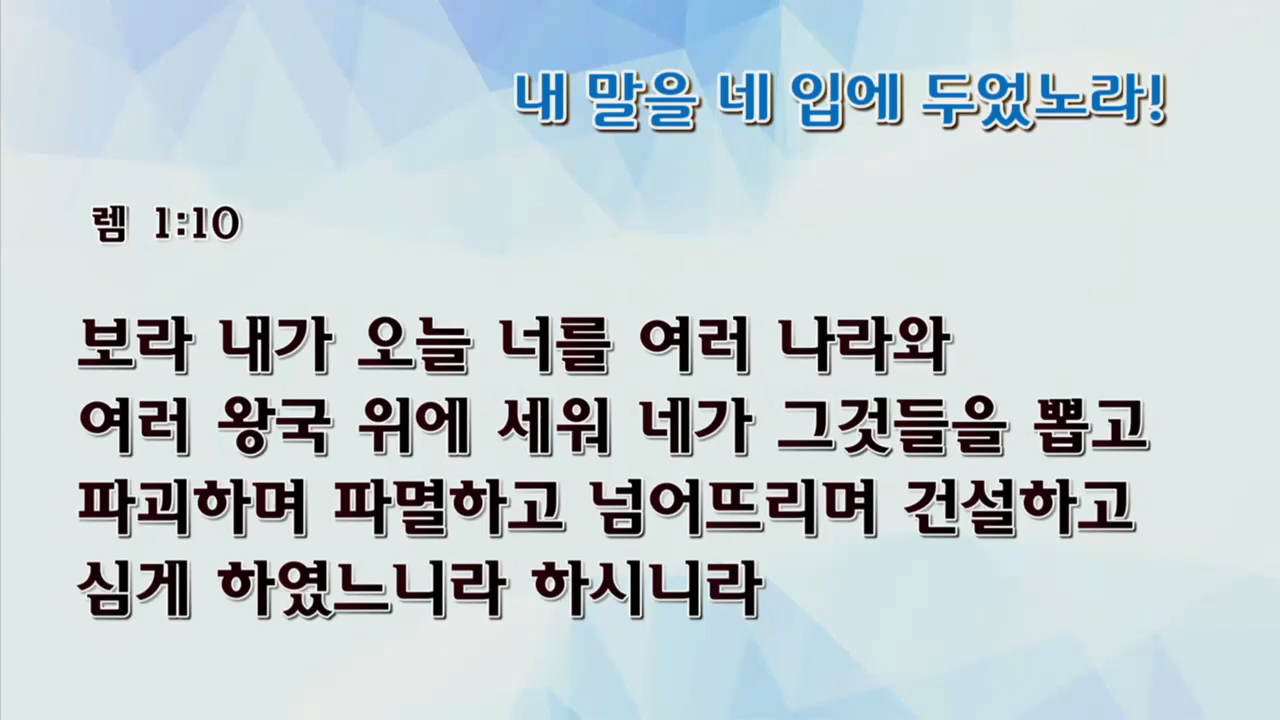 내 말을 네 입에 두었노라!
렘 1:10
보라 내가 오늘 너를 여러 나라와
여러 왕국 위에 세워 네가 그것들을 뽑고
파괴하며 파멸하고 넘어뜨리며 건설하고
심게 하였느니라 하시니라